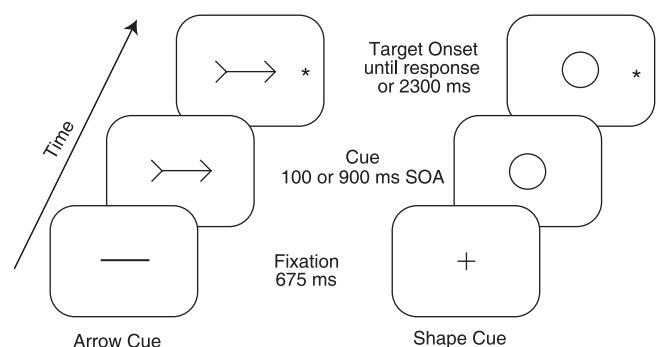 Time
*
*
Target Onset
until response
or 2300 ms
Cue
100 or 900 ms SOA
Fixation
675 ms
+
Arrow Cue
Shape Cue